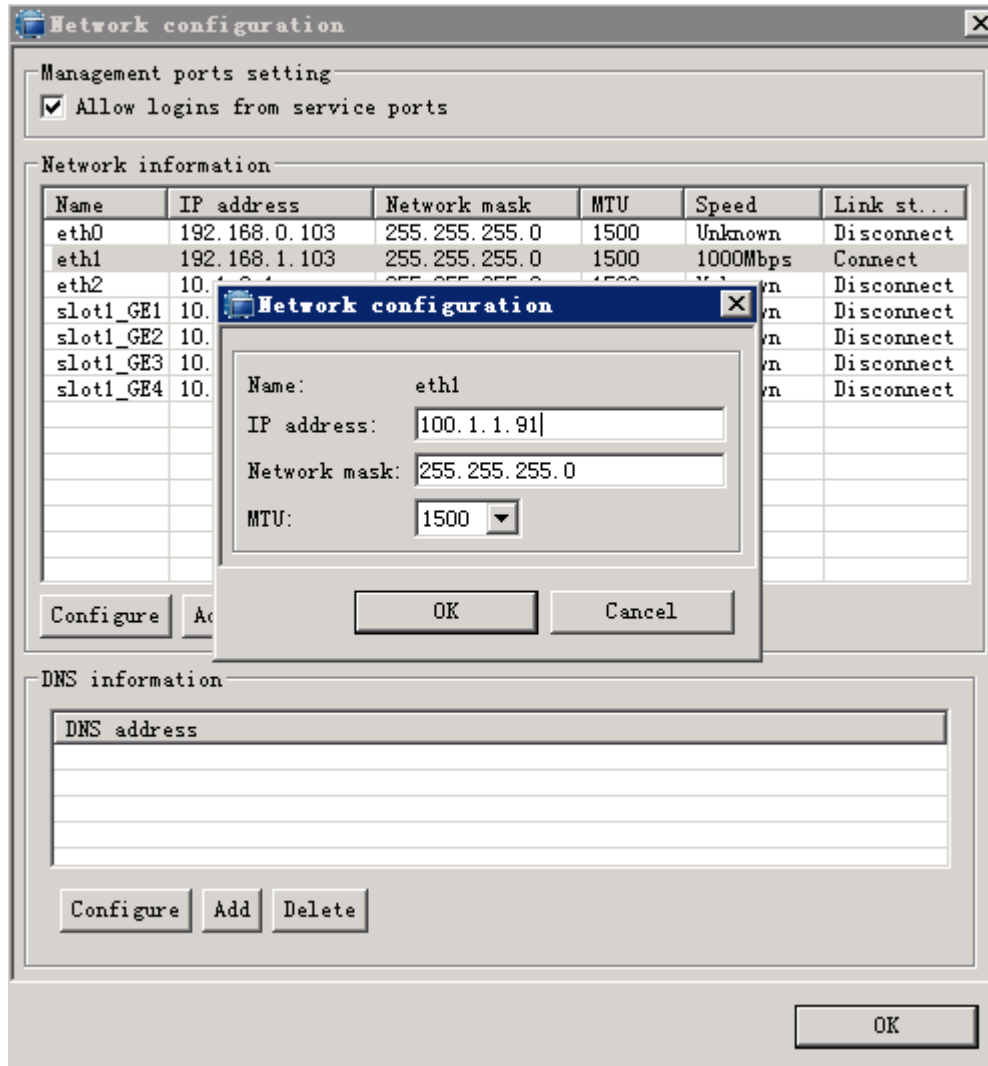 Network configuration
Management ports setting
Allow logins from service ports
Network information
Name IP address Network mask MTU Speed Link st...
eth0 192.168.0.103 255.255.255.0 1500 Unknown Disconnect
eth1 192.168.1.103 255.255.255.0 1500 1000Mbps Connect
eth2 10. Disconnect
slot1_GE1 10. Disconnect
slot1_GE2 10. Disconnect
slot1_GE3 10. Disconnect
slot1_GE4 10. Disconnect
Network configuration
Name: eth1
IP address: 100.1.1.91
Network mask: 255.255.255.0
MTU: 1500
OK Cancel
Configure
DNS information
DNS address
Configure Add Delete
OK